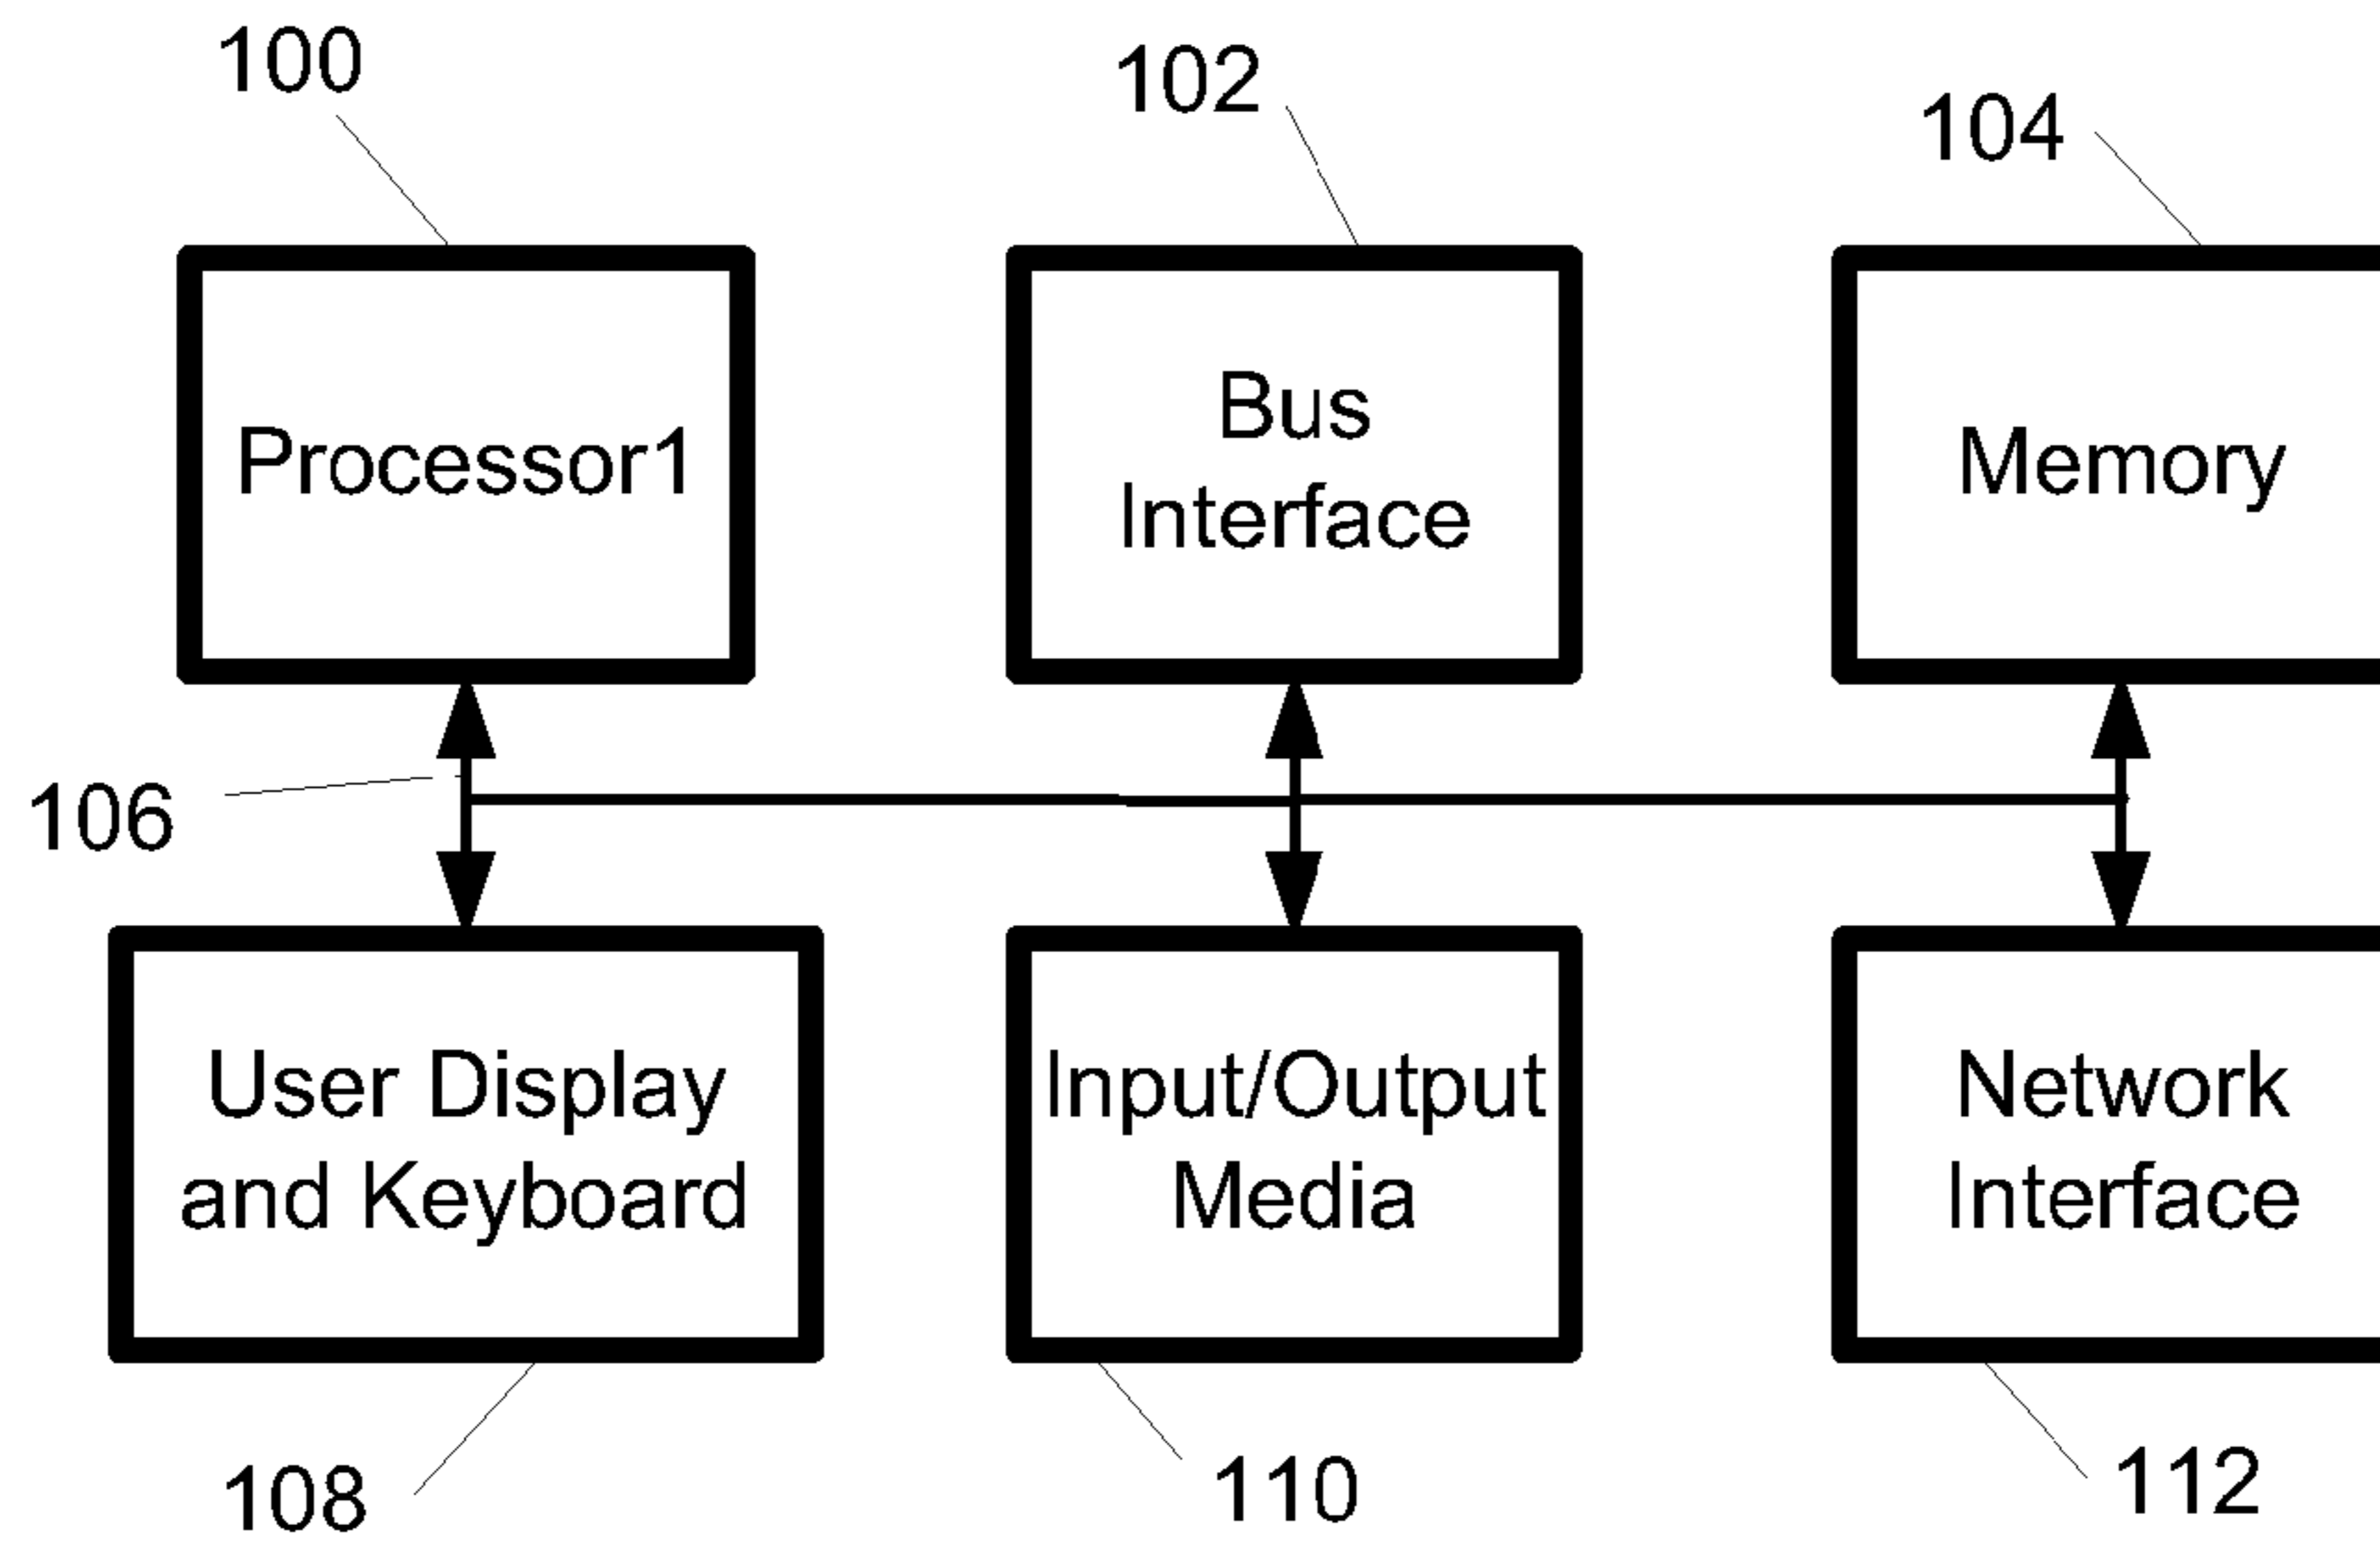 100
102
104
Processor1
Bus
Interface
Memory
106
User Display
and Keyboard
Input/Output
Media
Network
Interface
108
110
112